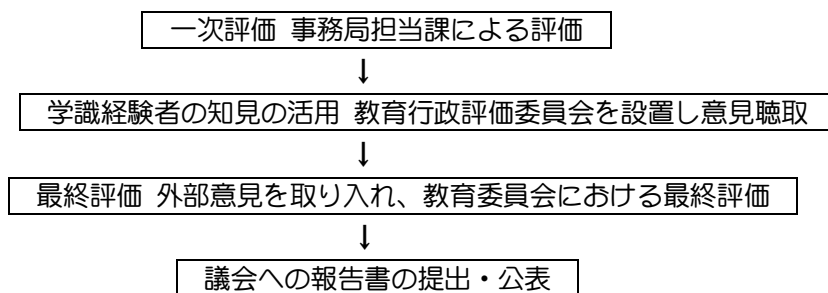 一次評価 事務局担当課による評価
↓
学識経験者の知見の活用 教育行政評価委員会を設置し意見聴取
↓
最終評価 外部意見を取り入れ、教育委員会における最終評価
↓
議会への報告書の提出・公表